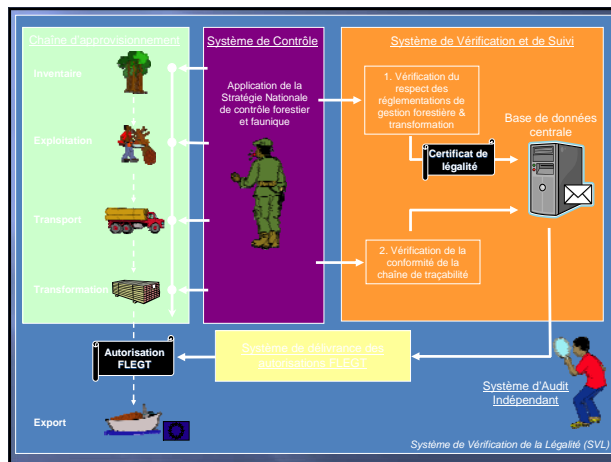 Chaîne d'approvisionnement
Inventaire
Exploitation
Transport
Transformation
Système de Contrôle
Application de la
Stratégie Nationale
de contrôle forestier
et faunique
Système de Vérification et de Suivi
1. Vérification du
respect des
réglementations de
gestion forestière &
transformation
Certificat de
légalité
Base de données
centrale
2. Vérification de la
conformité de la
chaîne de traçabilité
Autorisation
FLEGT
Système de délivrance des
autorisations FLEGT
Système d'Audit
Indépendant
Export
Système de Vérification de la Légalité (SVL)